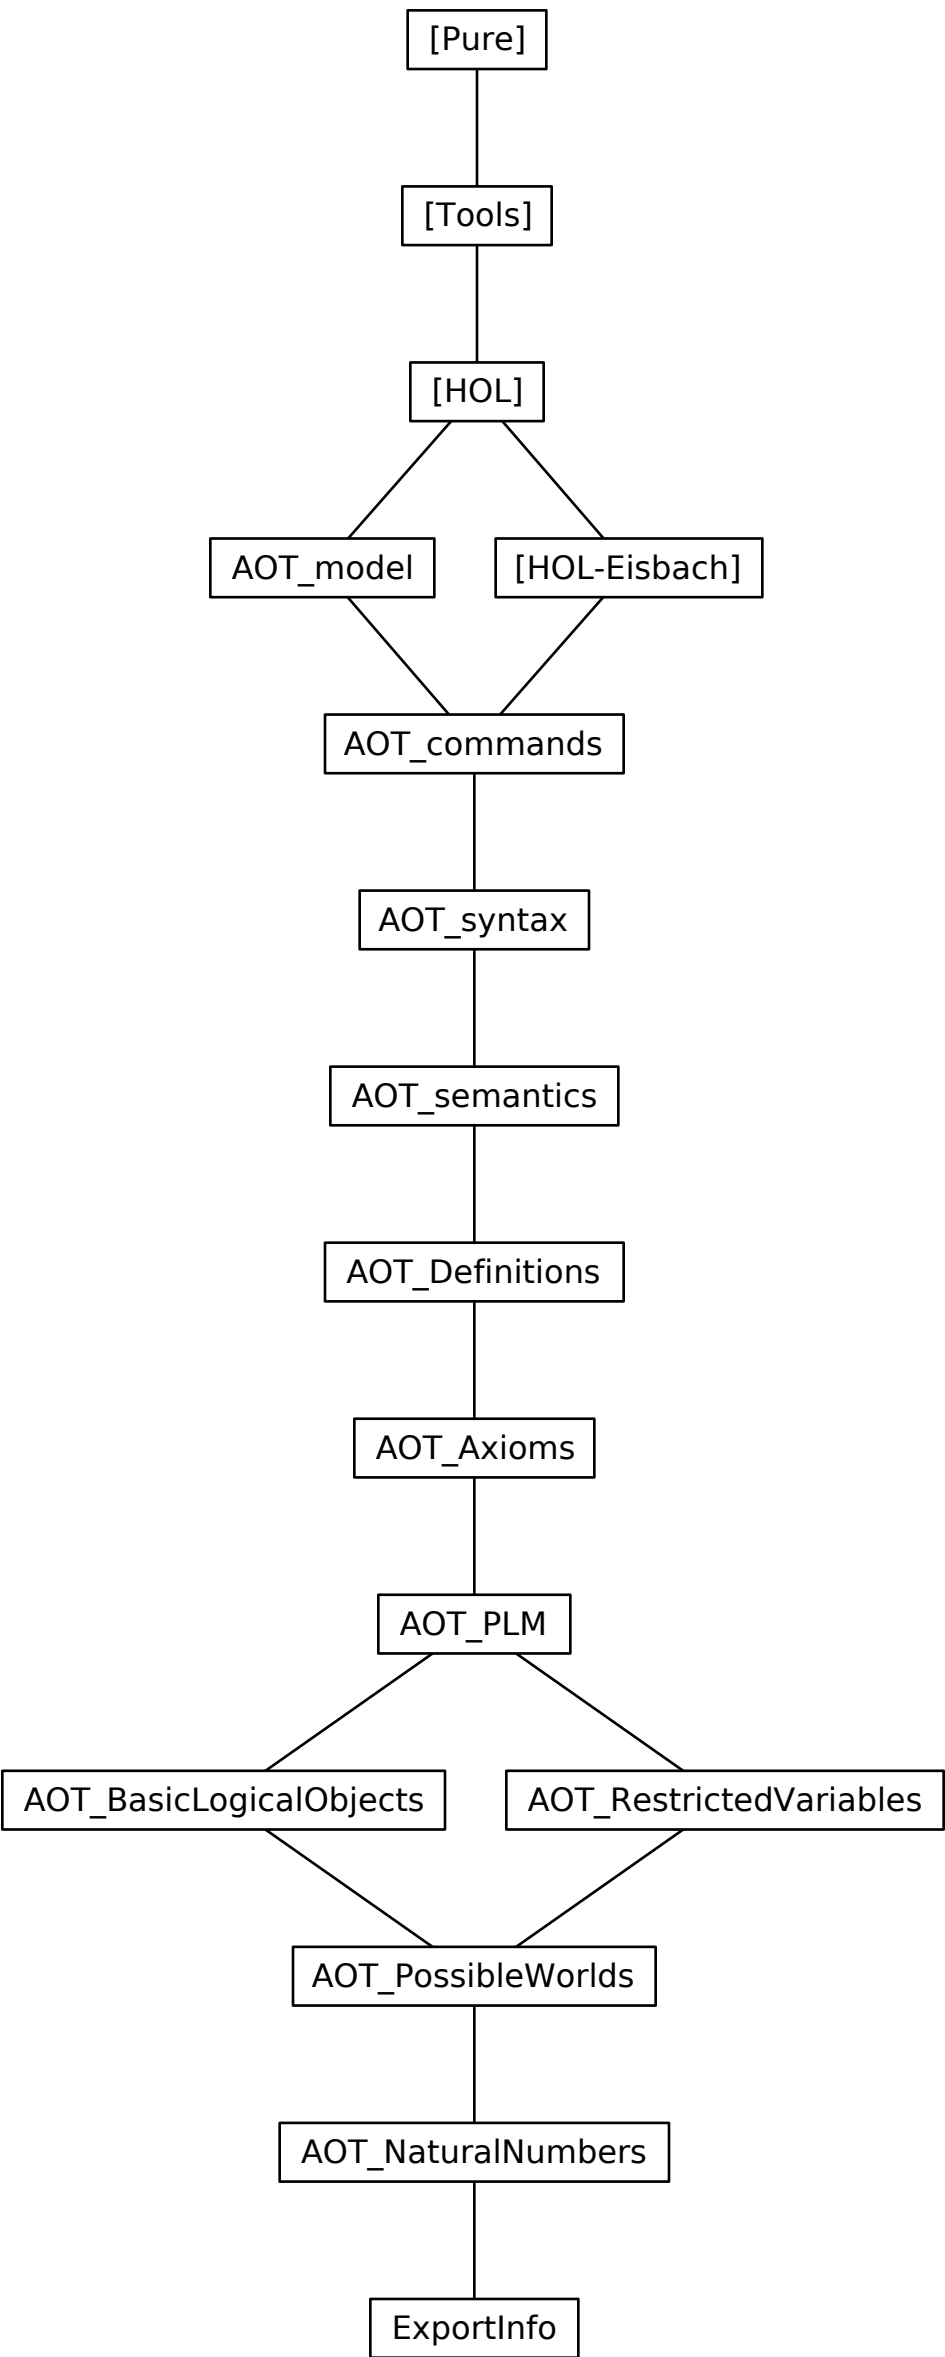 [Pure]
[Tools]
[HOL]
AOT_model
[HOL-Eisbach]
AOT_commands
AOT_syntax
AOT_semantics
AOT_Definitions
AOT_Axioms
AOT_PLM
AOT_BasicLogicalObjects
AOT_RestrictedVariables
AOT_PossibleWorlds
AOT_NaturalNumbers
ExportInfo